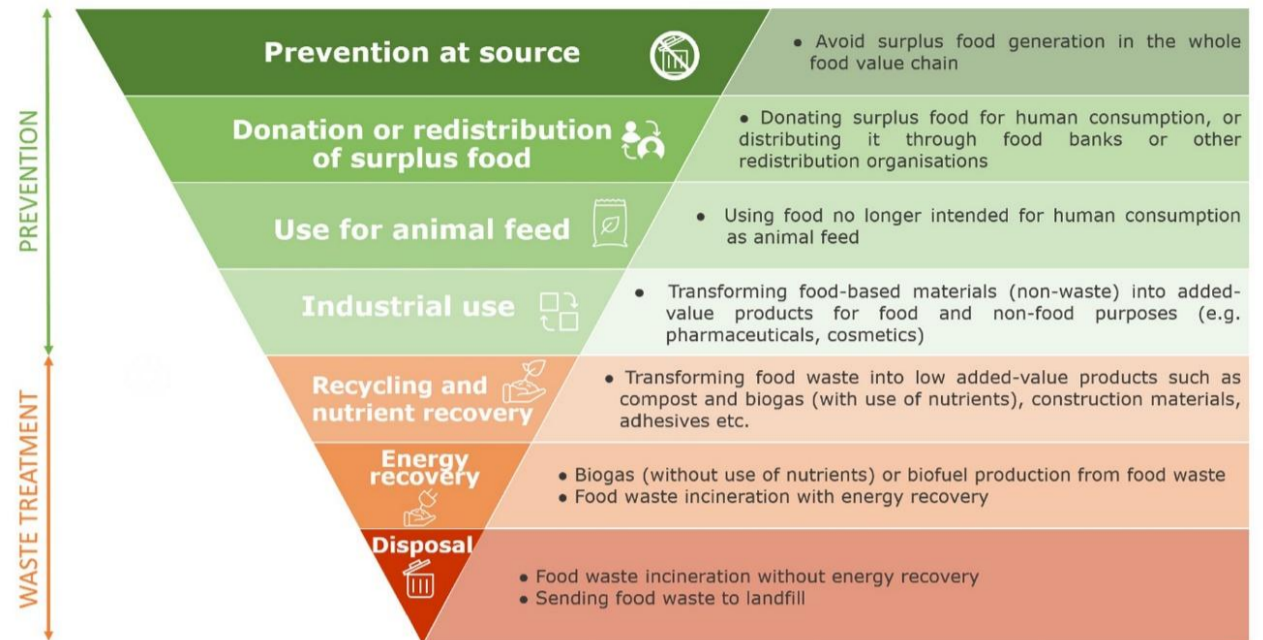 PREVENTION
Prevention at source
• Avoid surplus food generation in the whole
food value chain
Donation or redistribution
of surplus food
• Donating surplus food for human consumption, or
distributing it through food banks or other
redistribution organisations
Use for animal feed
• Using food no longer intended for human consumption
as animal feed
Industrial use
• Transforming food-based materials (non-waste) into added-
value products for food and non-food purposes (e.g.
pharmaceuticals, cosmetics)
WASTE TREATMENT
Recycling and
nutrient recovery
• Transforming food waste into low added-value products such as
compost and biogas (with use of nutrients), construction materials,
adhesives etc.
Energy
recovery
• Biogas (without use of nutrients) or biofuel production from food waste
• Food waste incineration with energy recovery
Disposal
• Food waste incineration without energy recovery
• Sending food waste to landfill